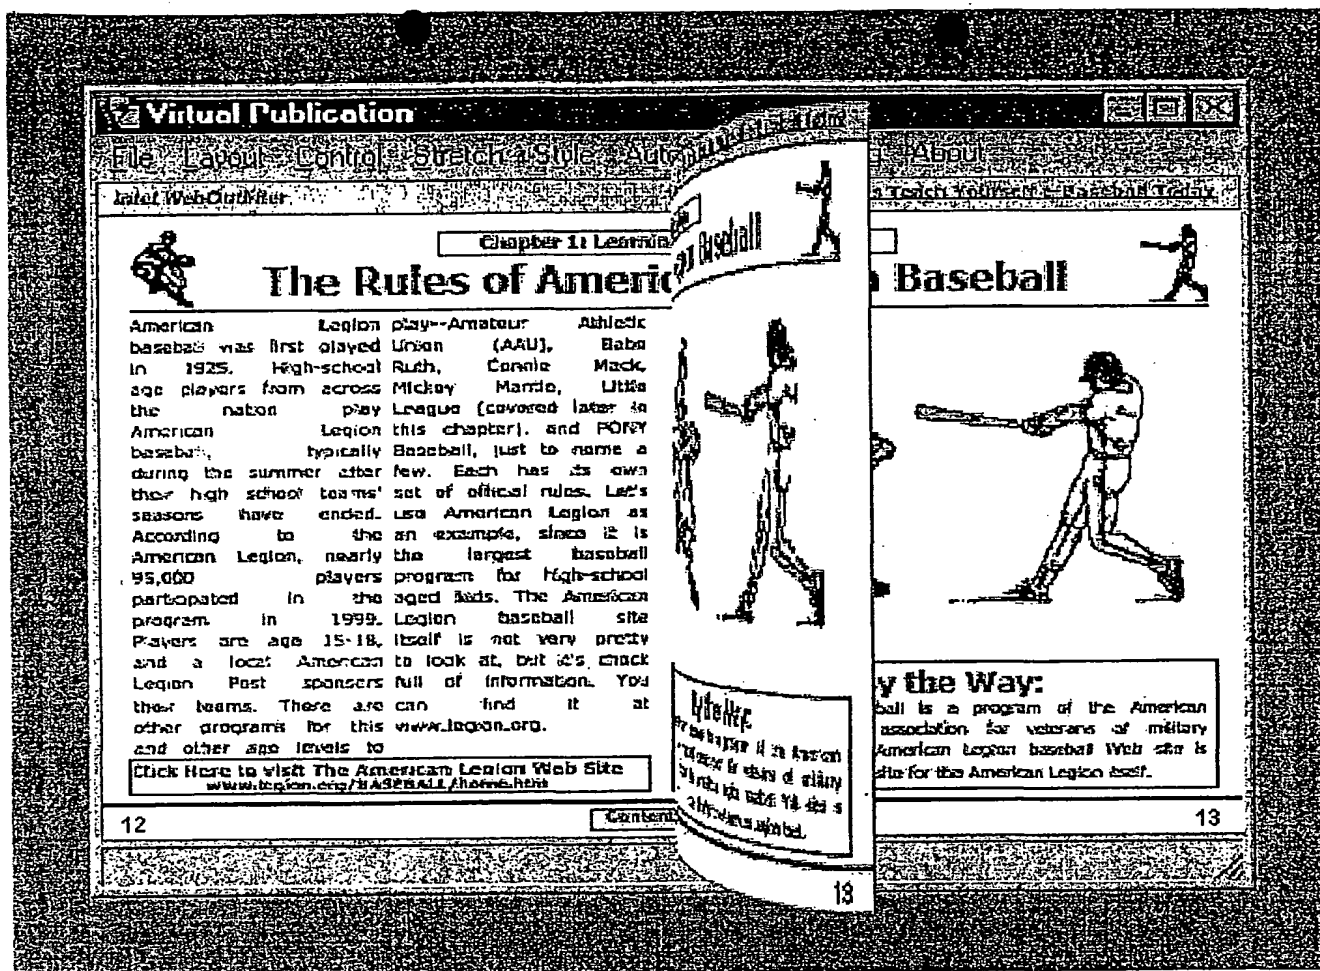 Virtual Publication
File Layout Control Stretch Style Auto About
Intel WebOutfitter Teach Yourself Baseball Today
Chapter 1: Learnin
The Rules of Americ n Baseball
American Legion
baseball was first played
in 1925. High-school
age players from across
the nation play
American Legion
baseball, typically
during the summer after
their high school teams'
seasons have ended.
According to the
American Legion, nearly
95,000 players
participated in the
program in 1999.
Players are age 15-18,
and a local American
Legion Post sponsors
their teams. There are
other programs for this
and other age levels to
play--Amateur Athletic
Union (AAU), Babe
Ruth, Connie Mack,
Mickey Mantle, Little
League (covered later in
this chapter), and PONY
Baseball, just to name a
few. Each has its own
set of official rules. Let's
use American Legion as
an example, since it is
the largest baseball
program for high-school
aged kids. The American
Legion baseball site
itself is not very pretty
to look at, but it's chock
full of information. You
can find it at
www.legion.org.
Click Here to visit The American Legion Web Site
www.legion.org/BASEBALL/home.htm
12
Content
Baseball
13
y the Way:
ball is a program of the American
association for veterans of military
American Legion baseball Web site is
site for the American Legion itself.
13